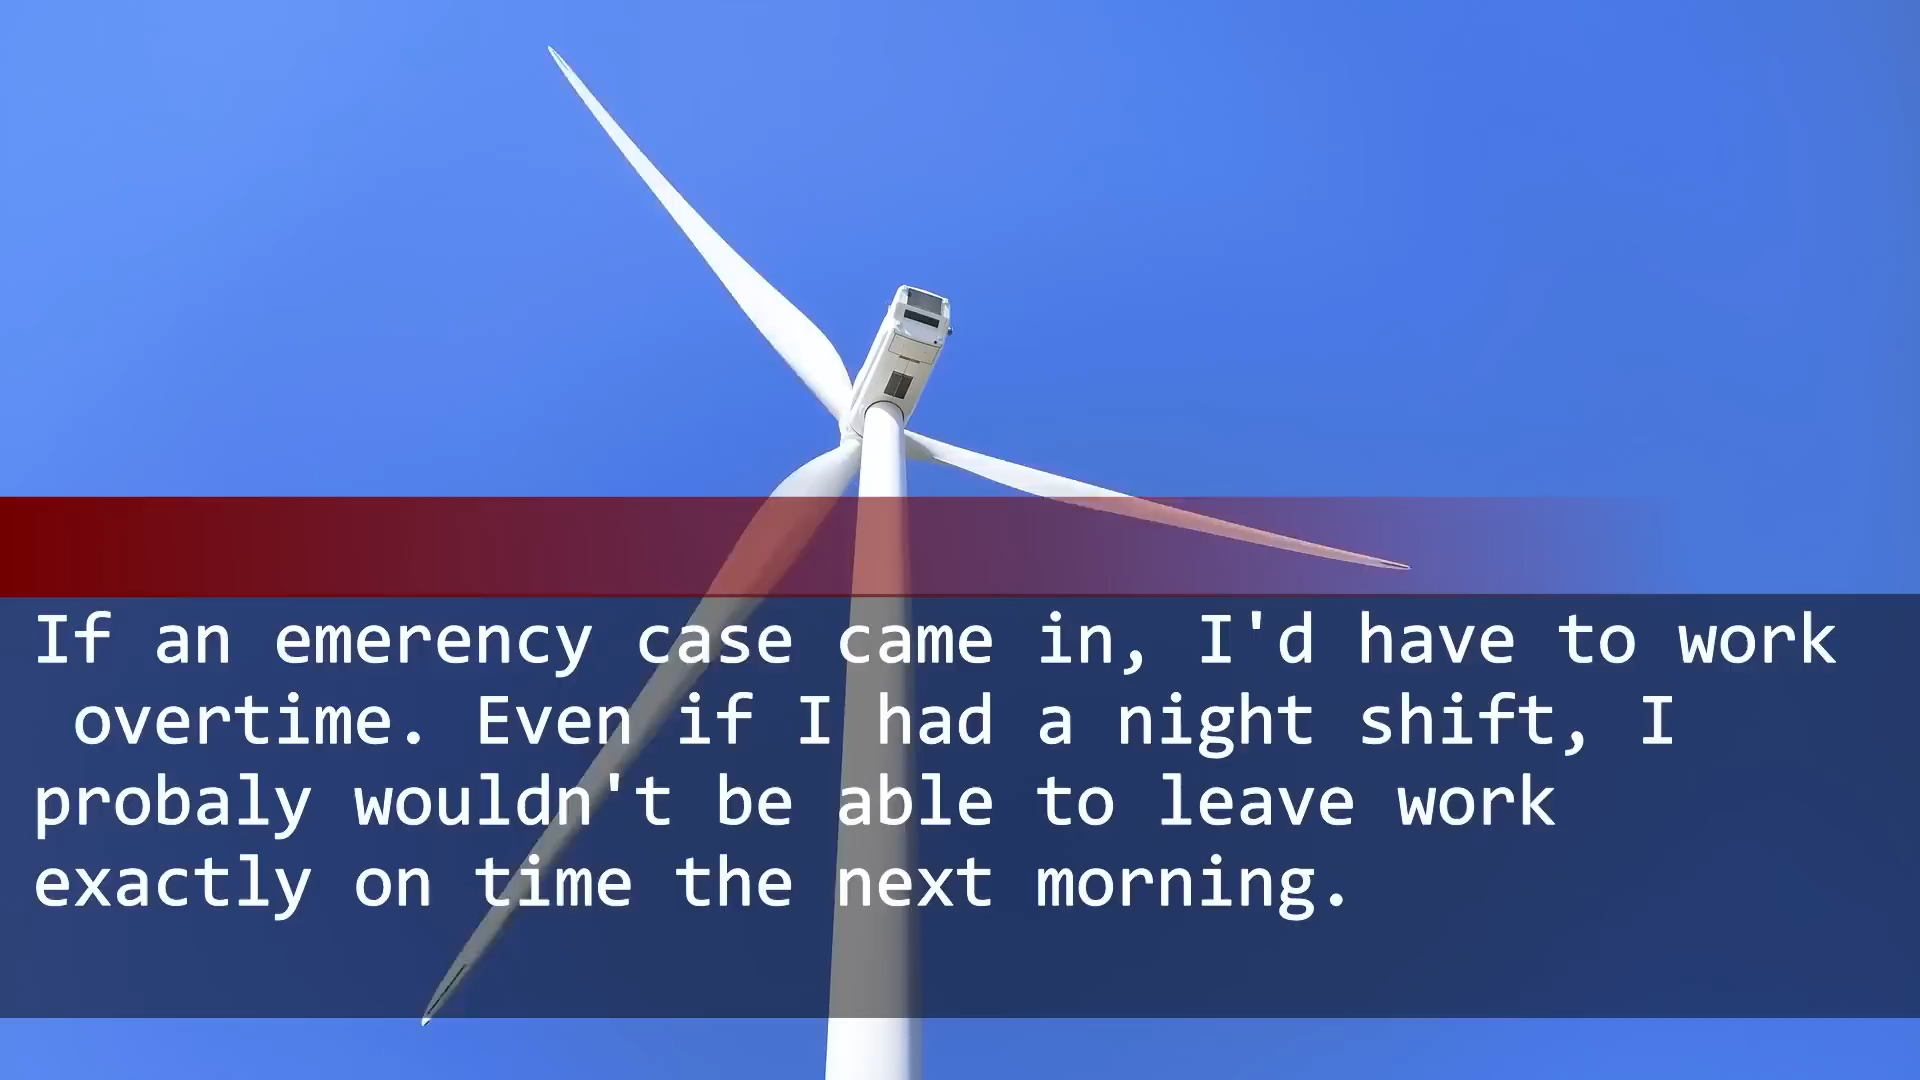 If an emerency case came in, I'd have to work
overtime. Even if I had a night shift, I
probaly wouldn't be able to leave work
exactly on time the next morning.